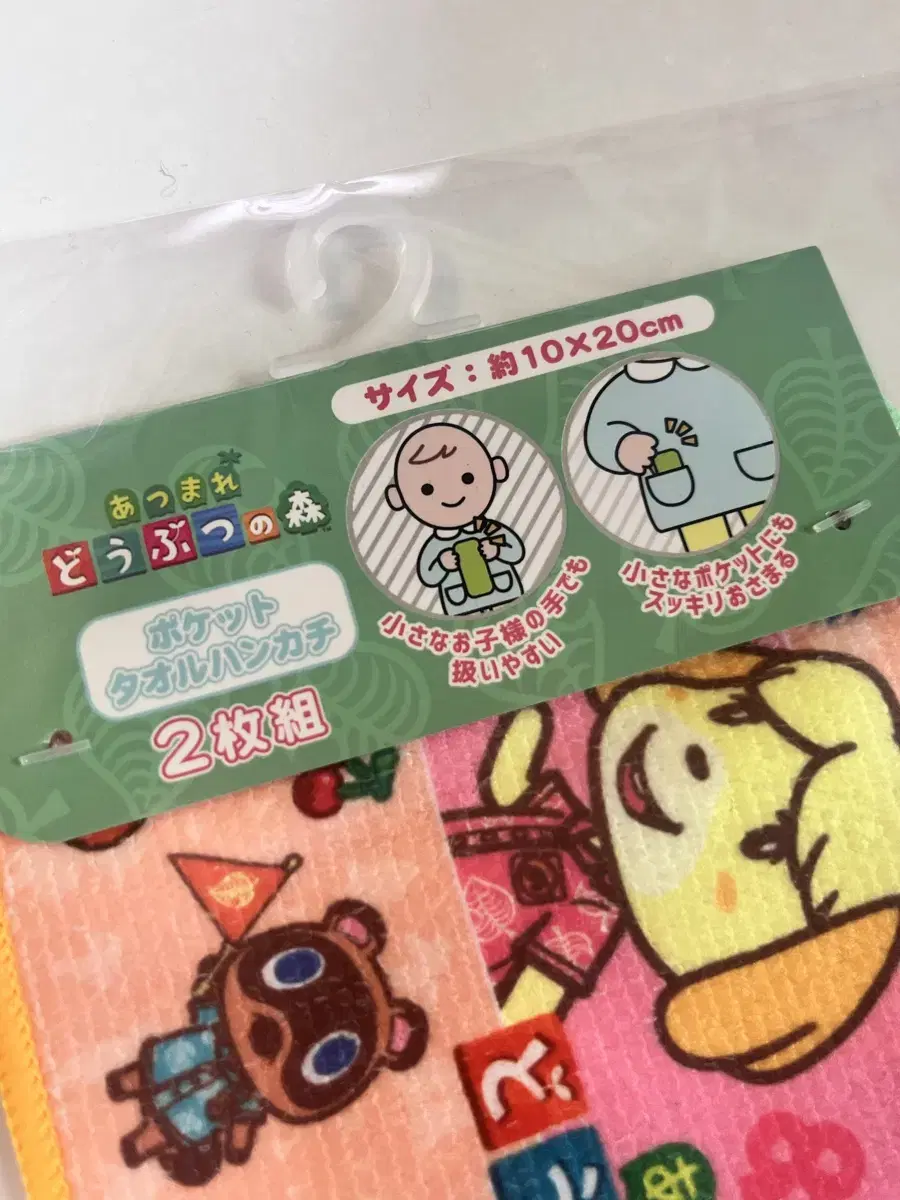 サイズ：約10×20cm
あつまれ
どうぶつの森
ポケット
タオルハンカチ
2枚組
小さなお子様の手でも
扱いやすい
小さなポケットにも
スッキリおさまる